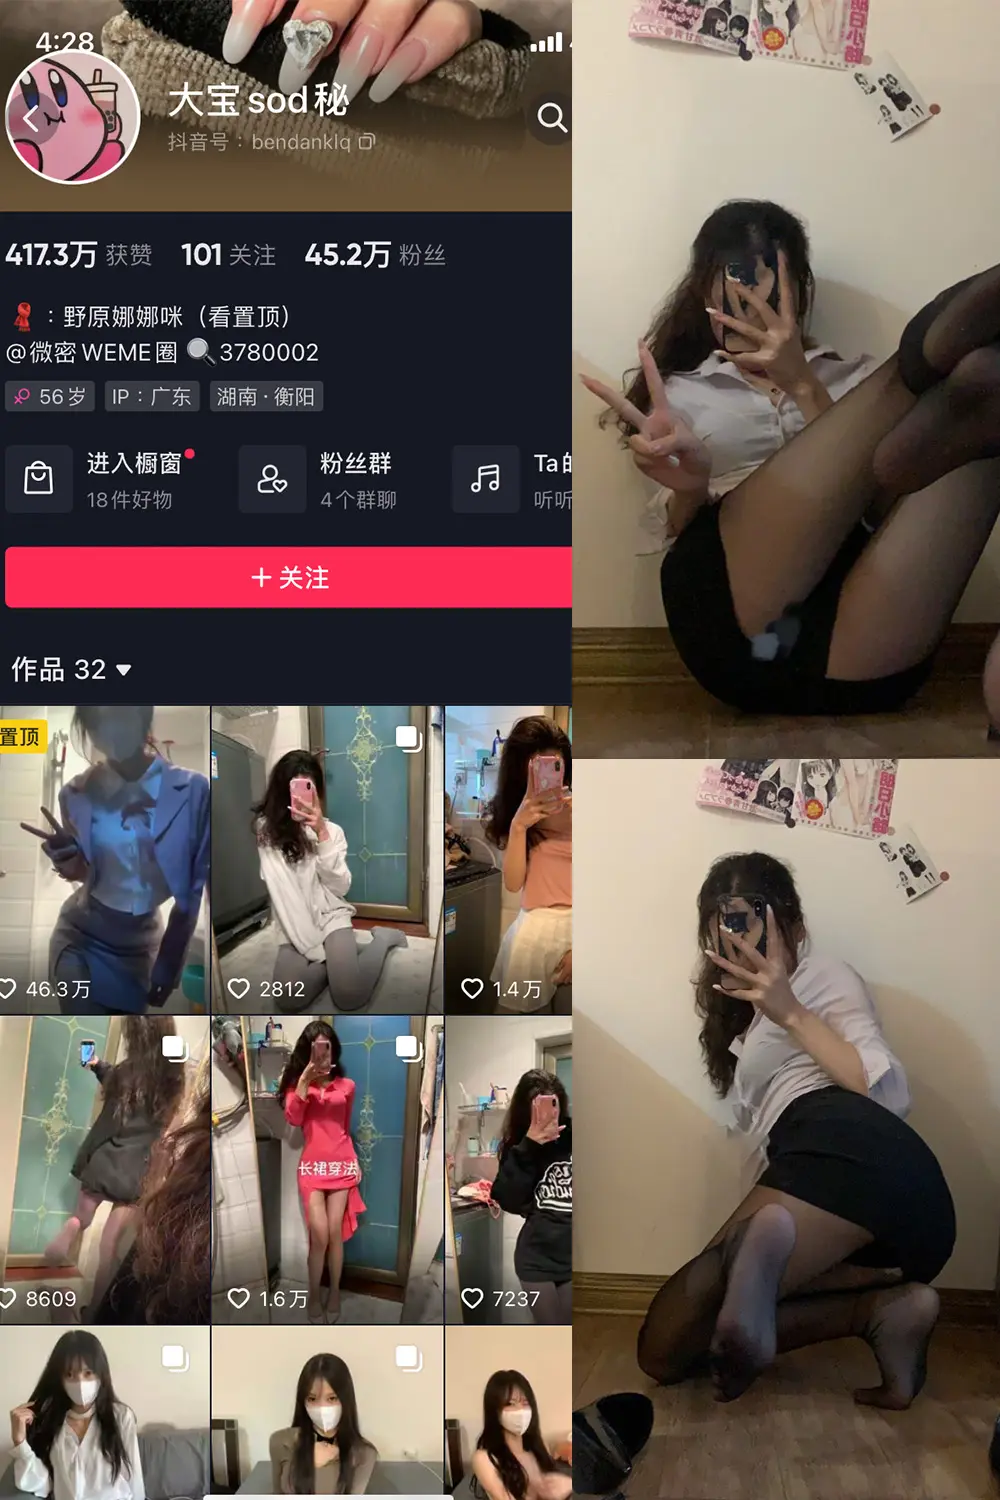 4:28
大宝sod秘
抖音号：bendanklq
417.3万 获赞 101 关注 45.2万 粉丝
：野原娜娜咪（看置顶）
@微密WEME圈 🔍3780002
56岁 IP：广东 湖南·衡阳
进入橱窗 粉丝群 Ta的
18件好物 4个群聊 听听
＋关注
作品 32
置顶
46.3万 2812 1.4万
长裙穿法
8609 1.6万 7237